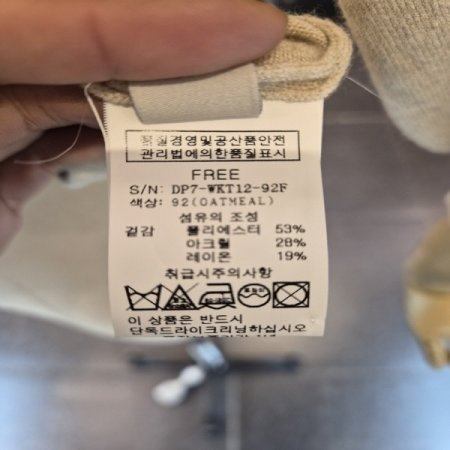 품질경영및공산품안전
관리법에의한품질표시
FREE
S/N: DP7-WKT12-92F
색상: 92(OATMEAL)
섬유의 조성
겉감 폴리에스터 53%
아크릴 28%
레이온 19%
취급시주의사항
이 상품은 반드시
단독드라이크리닝하십시오